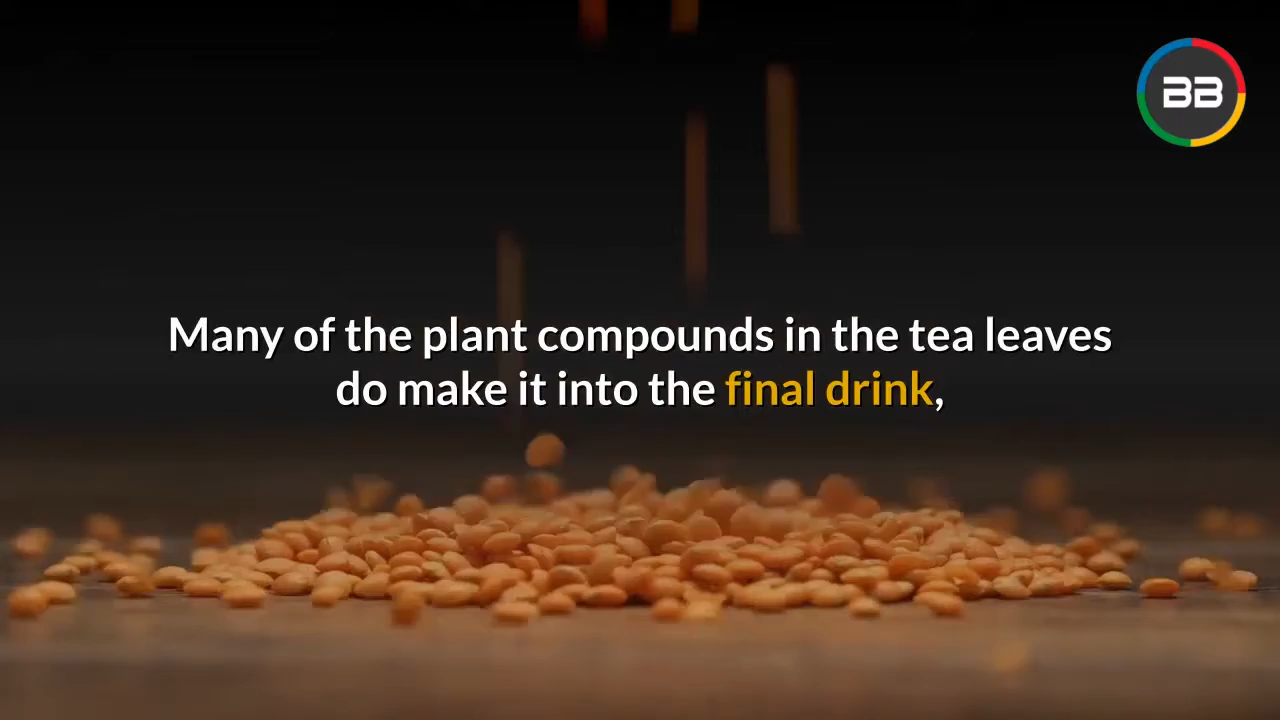 BB
Many of the plant compounds in the tea leaves
do make it into the final drink,